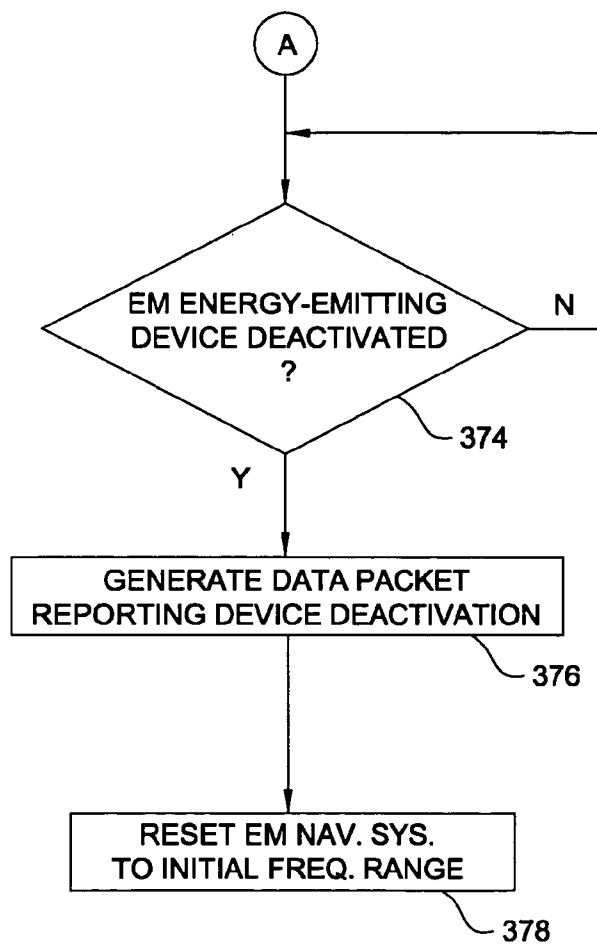 A
EM ENERGY-EMITTING
DEVICE DEACTIVATED
?
N
374
Y
GENERATE DATA PACKET
REPORTING DEVICE DEACTIVATION
376
RESET EM NAV. SYS.
TO INITIAL FREQ. RANGE
378